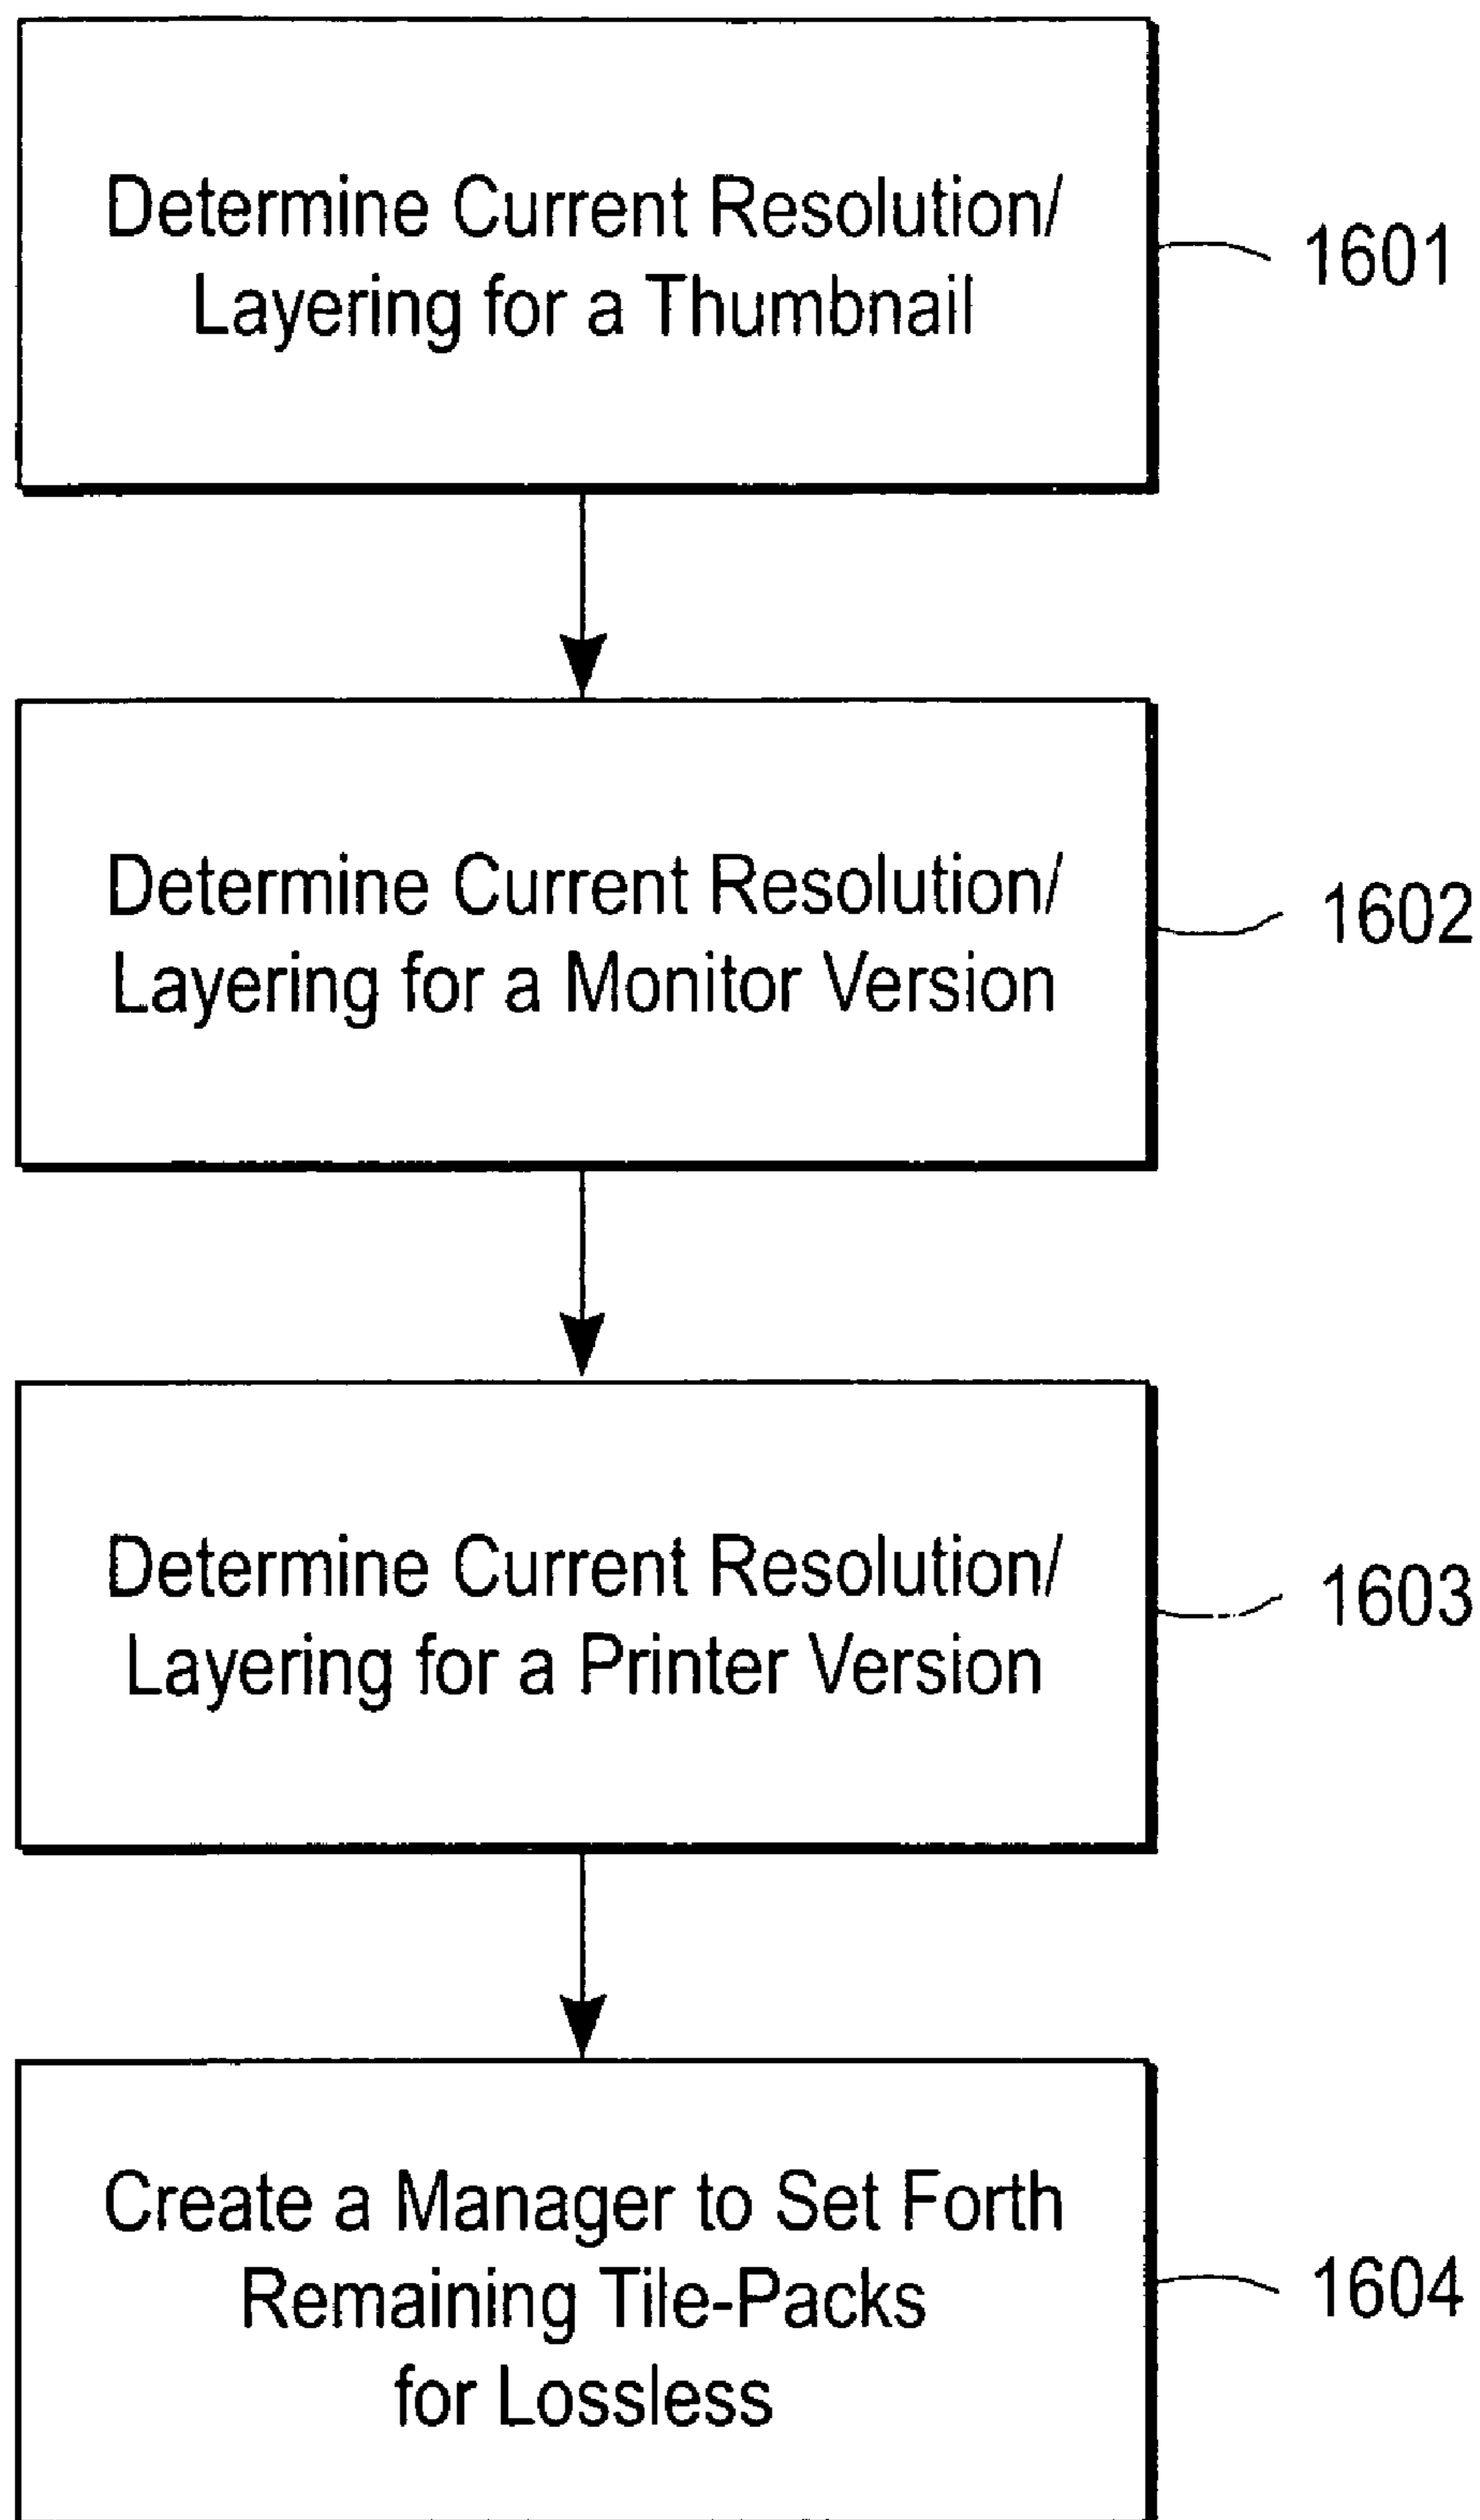 Determine Current Resolution/
Layering for a Thumbnail
1601
Determine Current Resolution/
Layering for a Monitor Version
1602
Determine Current Resolution/
Layering for a Printer Version
1603
Create a Manager to Set Forth
Remaining Tile-Packs
for Lossless
1604